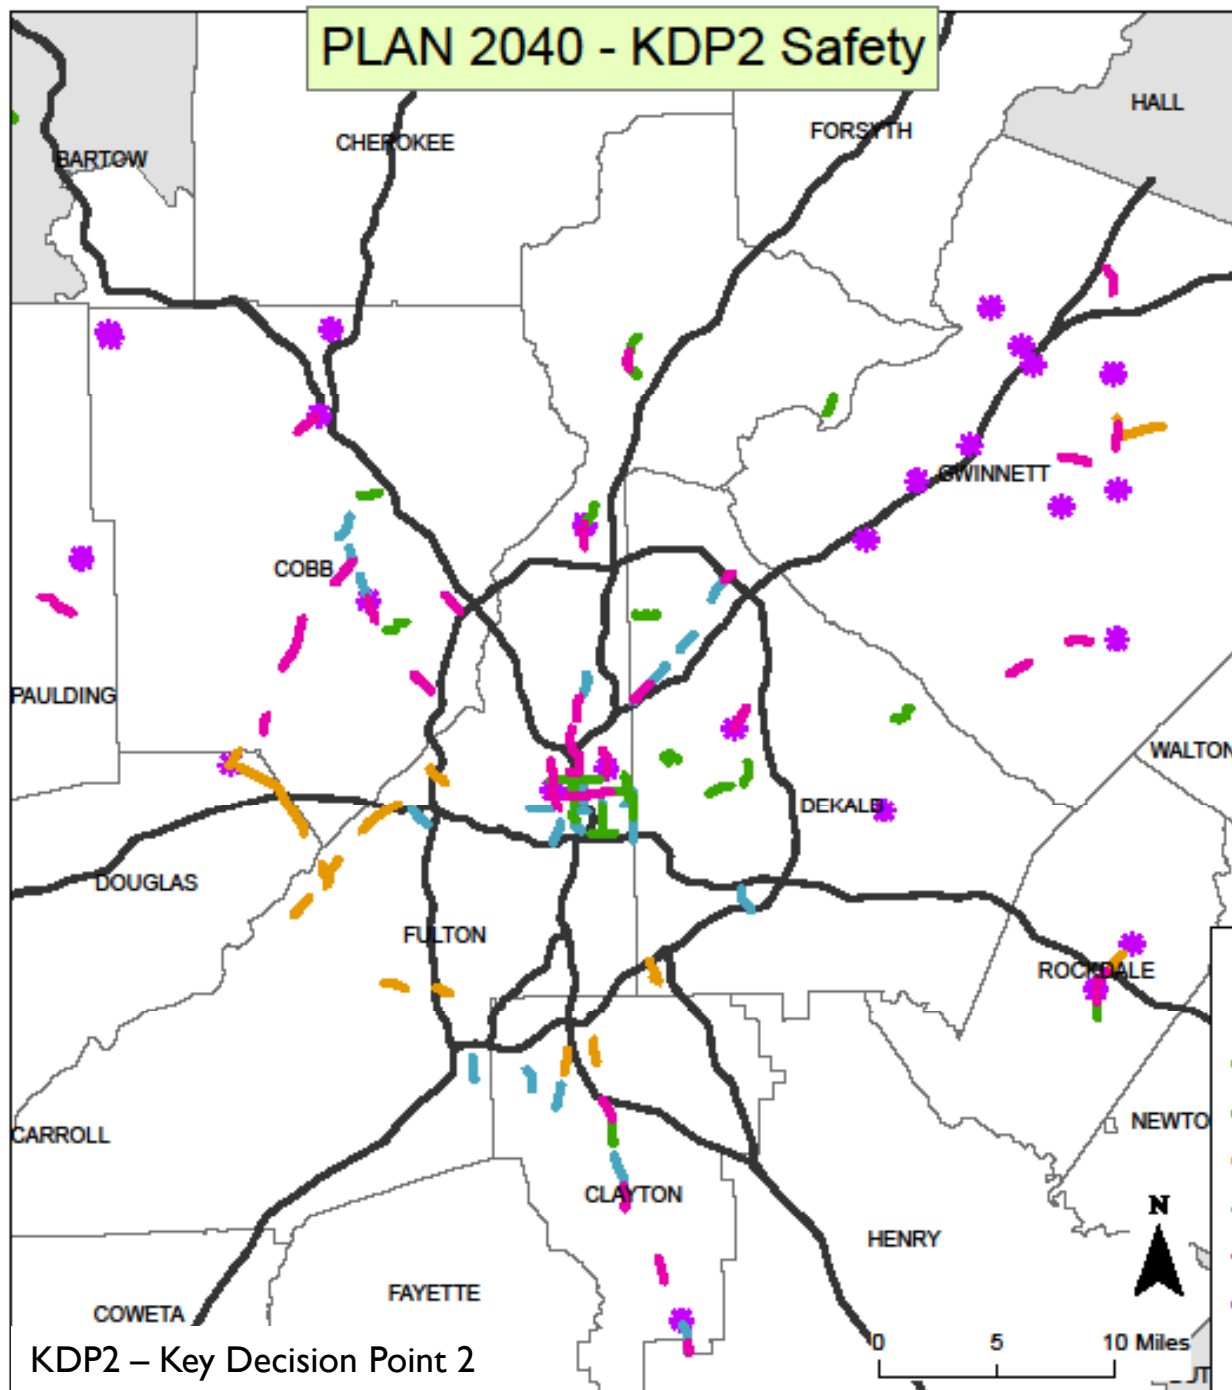 PLAN 2040 - KDP2 Safety
HALL
FORSYTH
CHEROKEE
BARTOW
GWINNETT
COBB
PAULDING
WALTON
DEKALB
DOUGLAS
FULTON
ROCKDALE
NEWTO
CARROLL
CLAYTON
N
HENRY
FAYETTE
COWETA
0 5 10 Miles
KDP2 – Key Decision Point 2